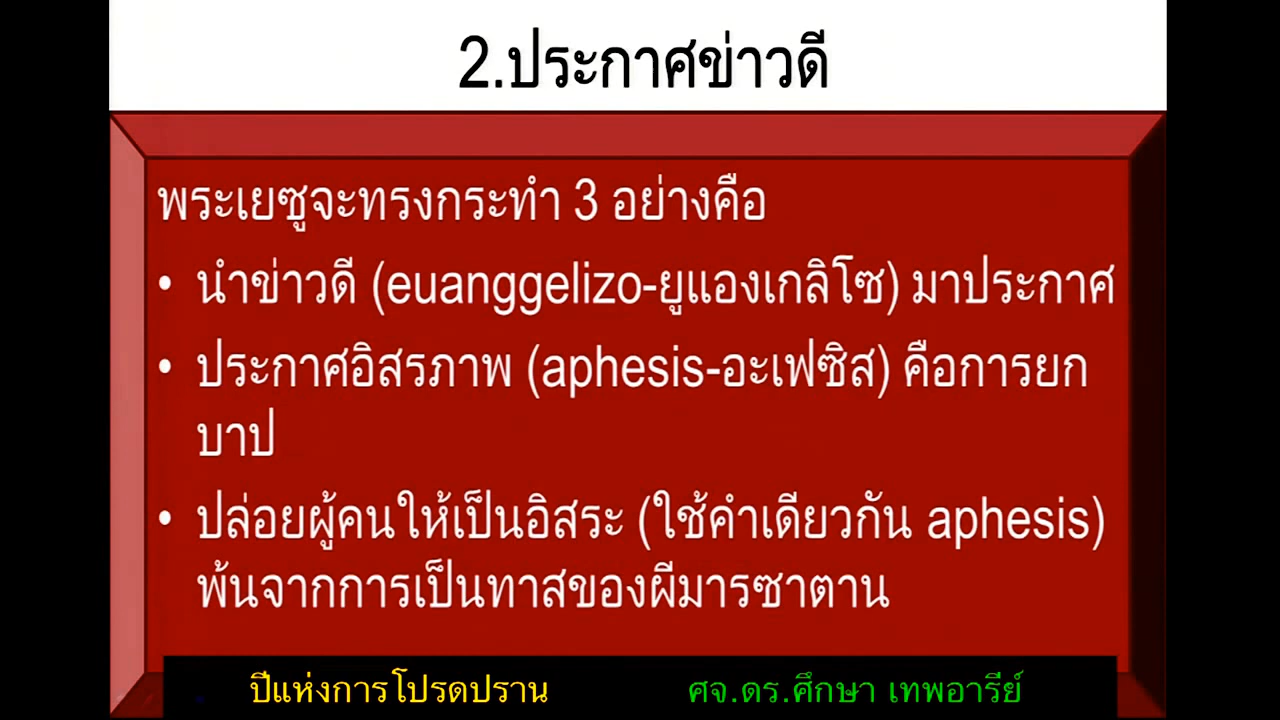 2.ประกาศข่าวดี
พระเยซูจะทรงกระทำ 3 อย่างคือ
• นำข่าวดี (euanggelizo-ยูแองเกลิโซ) มาประกาศ
• ประกาศอิสรภาพ (aphesis-อะเฟซิส) คือการยก
บาป
• ปล่อยผู้คนให้เป็นอิสระ (ใช้คำเดียวกัน aphesis)
พ้นจากการเป็นทาสของผีมารซาตาน
ปีแห่งการโปรดปราน ศจ.ดร.ศึกษา เทพอารีย์